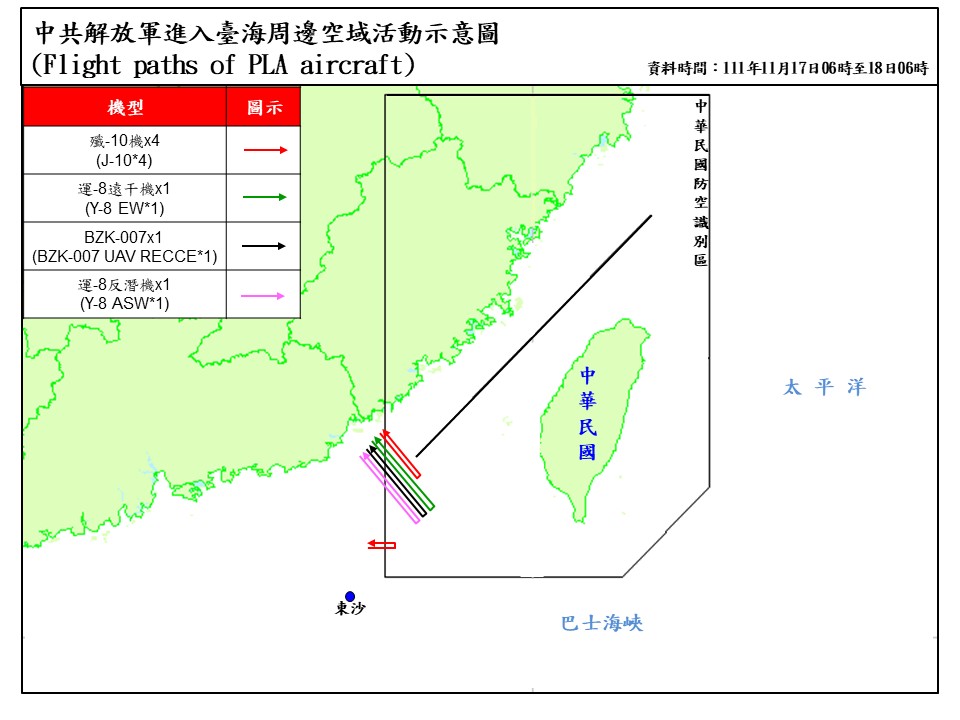 中共解放軍進入臺海周邊空域活動示意圖
(Flight paths of PLA aircraft)
資料時間：111年11月17日06時至18日06時
機型
圖示
殲-10機x4
(J-10*4)
運-8遠干機x1
(Y-8 EW*1)
BZK-007x1
(BZK-007 UAV RECCE*1)
運-8反潛機x1
(Y-8 ASW*1)
中華民國防空識別區
中華民國
太平洋
東沙
巴士海峽